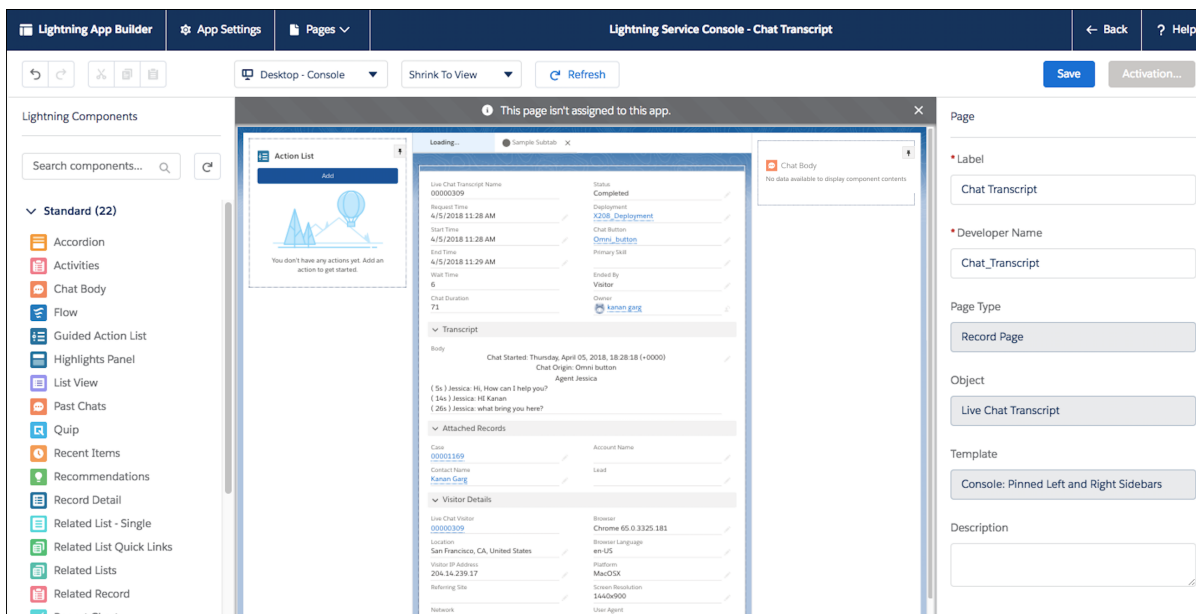 Lightning App Builder
App Settings
Pages
Lightning Service Console - Chat Transcript
Back
? Help
Desktop - Console
Shrink To View
Refresh
Save
Activation...
Lightning Components
Search components...
Standard (22)
Accordion
Activities
Chat Body
Flow
Guided Action List
Highlights Panel
List View
Past Chats
Quip
Recent Items
Recommendations
Record Detail
Related List - Single
Related List Quick Links
Related Lists
Related Record
This page isn't assigned to this app.
Action List
Add
You don't have any actions yet. Add an
action to get started.
Loading...
Sample Subtab
Live Chat Transcript Name
00000309
Status
Completed
Request Time
4/5/2018 11:28 AM
Deployment
X208_Deployment
Start Time
4/5/2018 11:28 AM
Chat Button
Omni_button
End Time
4/5/2018 11:29 AM
Primary Skill
Wait Time
6
Ended By
Visitor
Chat Duration
71
Owner
kanan garg
Transcript
Body
Chat Started: Thursday, April 05, 2018, 18:28:18 (+0000)
Chat Origin: Omni button
Agent Jessica
( 5s ) Jessica: Hi, How can I help you?
( 14s ) Jessica: HI Kanan
( 26s ) Jessica: what bring you here?
Attached Records
Case
00001169
Account Name
Contact Name
Kanan Garg
Lead
Visitor Details
Live Chat Visitor
00000309
Browser
Chrome 65.0.3325.181
Location
San Francisco, CA, United States
Browser Language
en-US
Visitor IP Address
204.14.239.17
Platform
MacOSX
Referring Site
Screen Resolution
1440x900
Network
User Agent
Chat Body
No data available to display component contents
Page
* Label
Chat Transcript
* Developer Name
Chat_Transcript
Page Type
Record Page
Object
Live Chat Transcript
Template
Console: Pinned Left and Right Sidebars
Description